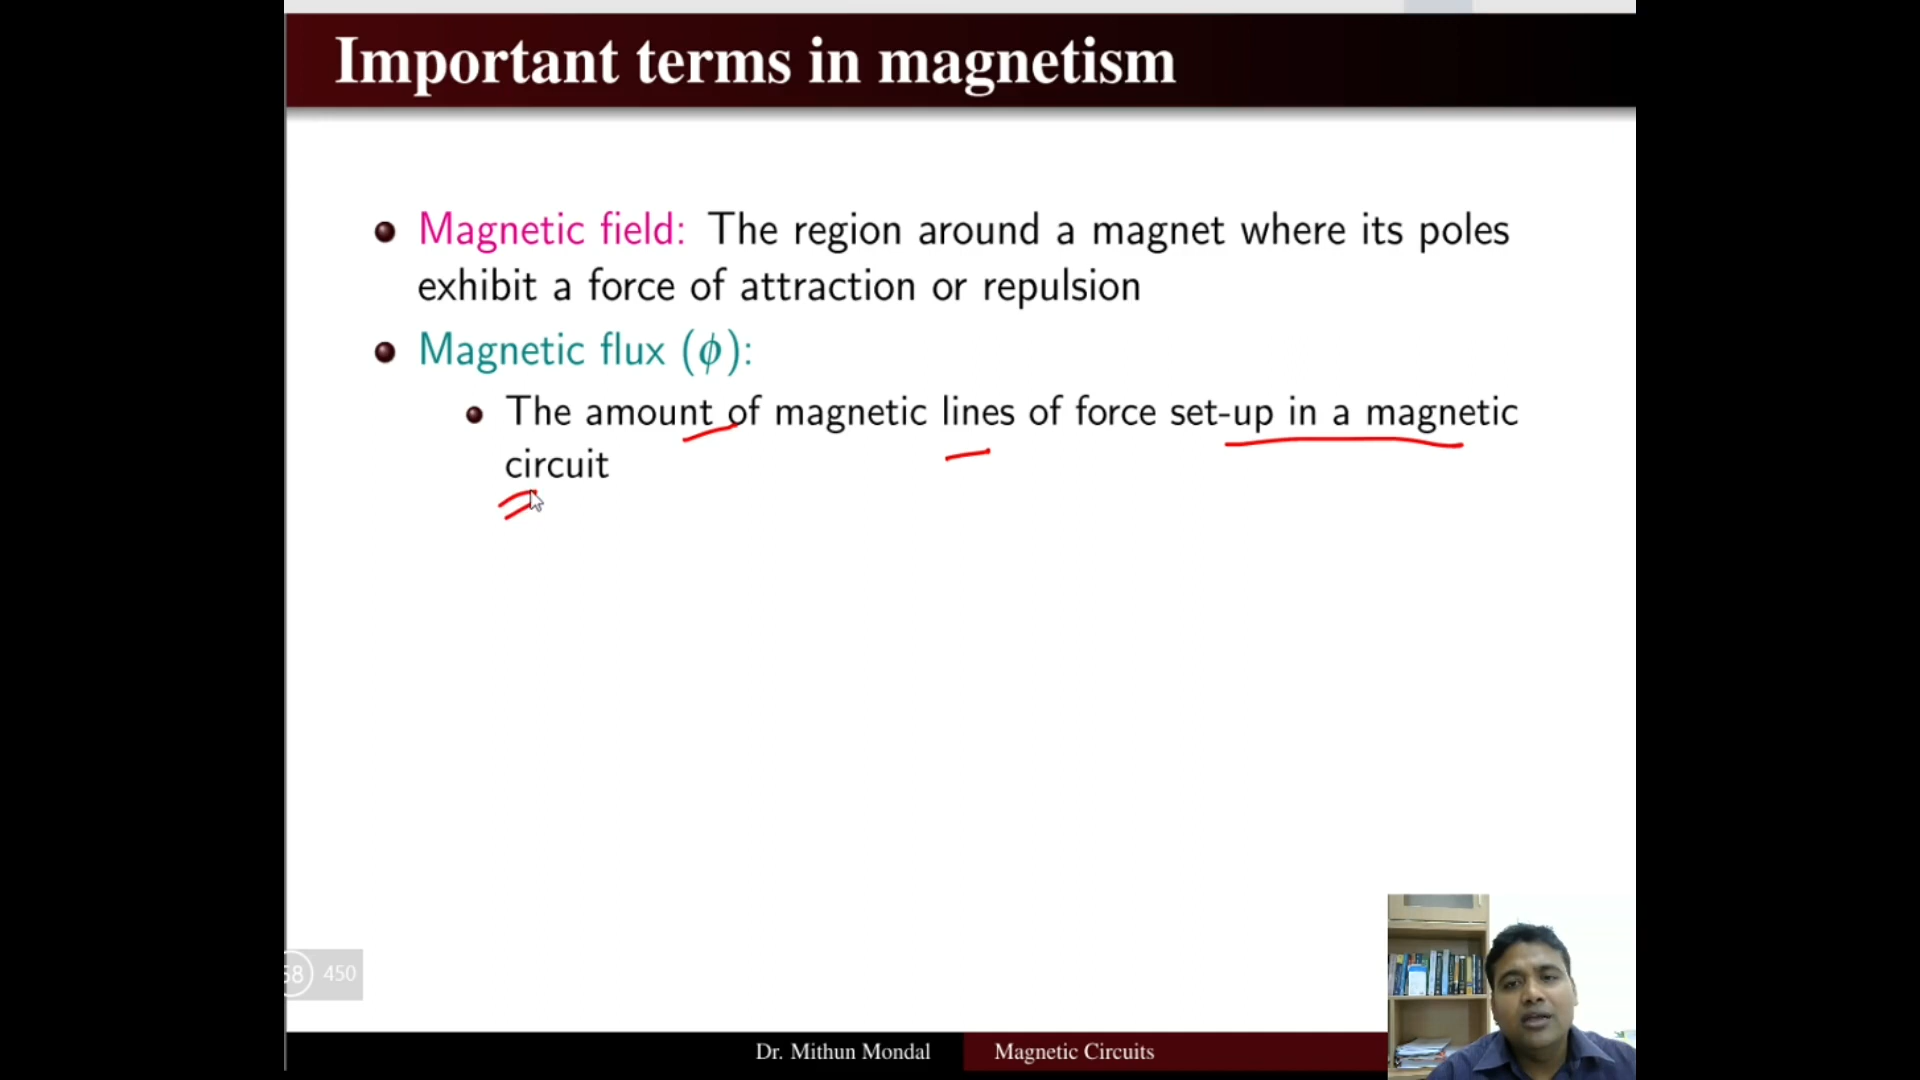 Important terms in magnetism
Magnetic field: The region around a magnet where its poles
exhibit a force of attraction or repulsion
Magnetic flux (ϕ):
The amount of magnetic lines of force set-up in a magnetic
circuit
58 450
Dr. Mithun Mondal Magnetic Circuits